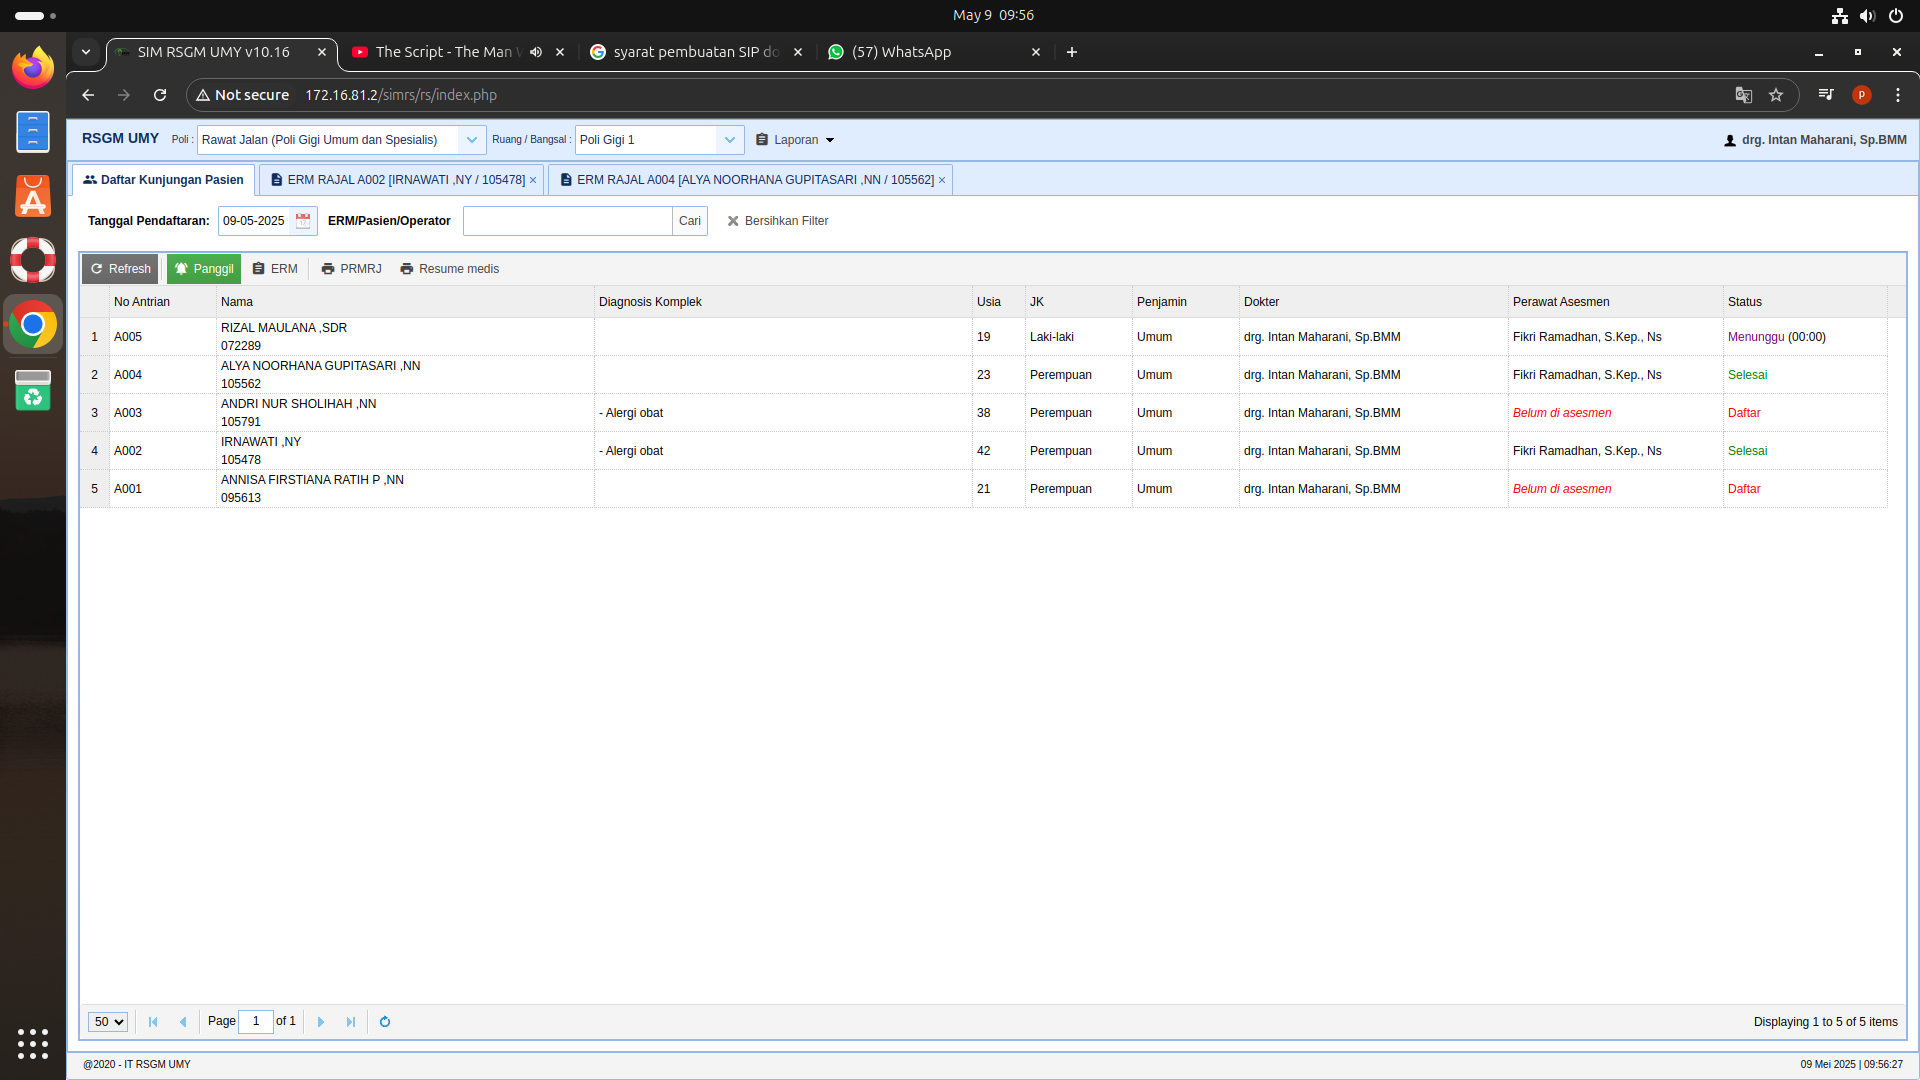 May 9 09:56
SIM RSGM UMY v10.16
The Script - The Man
syarat pembuatan SIP do
(57) WhatsApp
Not secure 172.16.81.2/simrs/rs/index.php
P
RSGM UMY Poli : Rawat Jalan (Poli Gigi Umum dan Spesialis) Ruang / Bangsal : Poli Gigi 1 Laporan drg. Intan Maharani, Sp.BMM
Daftar Kunjungan Pasien ERM RAJAL A002 [IRNAWATI ,NY / 105478] × ERM RAJAL A004 [ALYA NOORHANA GUPITASARI ,NN / 105562] ×
Tanggal Pendaftaran: 09-05-2025 ERM/Pasien/Operator Cari Bersihkan Filter
Refresh Panggil ERM PRMRJ Resume medis
No Antrian Nama Diagnosis Komplek Usia JK Penjamin Dokter Perawat Asesmen Status
1 A005 RIZAL MAULANA ,SDR 19 Laki-laki Umum drg. Intan Maharani, Sp.BMM Fikri Ramadhan, S.Kep., Ns Menunggu (00:00)
072289
2 A004 ALYA NOORHANA GUPITASARI ,NN 23 Perempuan Umum drg. Intan Maharani, Sp.BMM Fikri Ramadhan, S.Kep., Ns Selesai
105562
3 A003 ANDRI NUR SHOLIHAH ,NN - Alergi obat 38 Perempuan Umum drg. Intan Maharani, Sp.BMM Belum di asesmen Daftar
105791
4 A002 IRNAWATI ,NY - Alergi obat 42 Perempuan Umum drg. Intan Maharani, Sp.BMM Fikri Ramadhan, S.Kep., Ns Selesai
105478
5 A001 ANNISA FIRSTIANA RATIH P ,NN 21 Perempuan Umum drg. Intan Maharani, Sp.BMM Belum di asesmen Daftar
095613
50 Page 1 of 1 Displaying 1 to 5 of 5 items
@2020 - IT RSGM UMY 09 Mei 2025 | 09:56:27